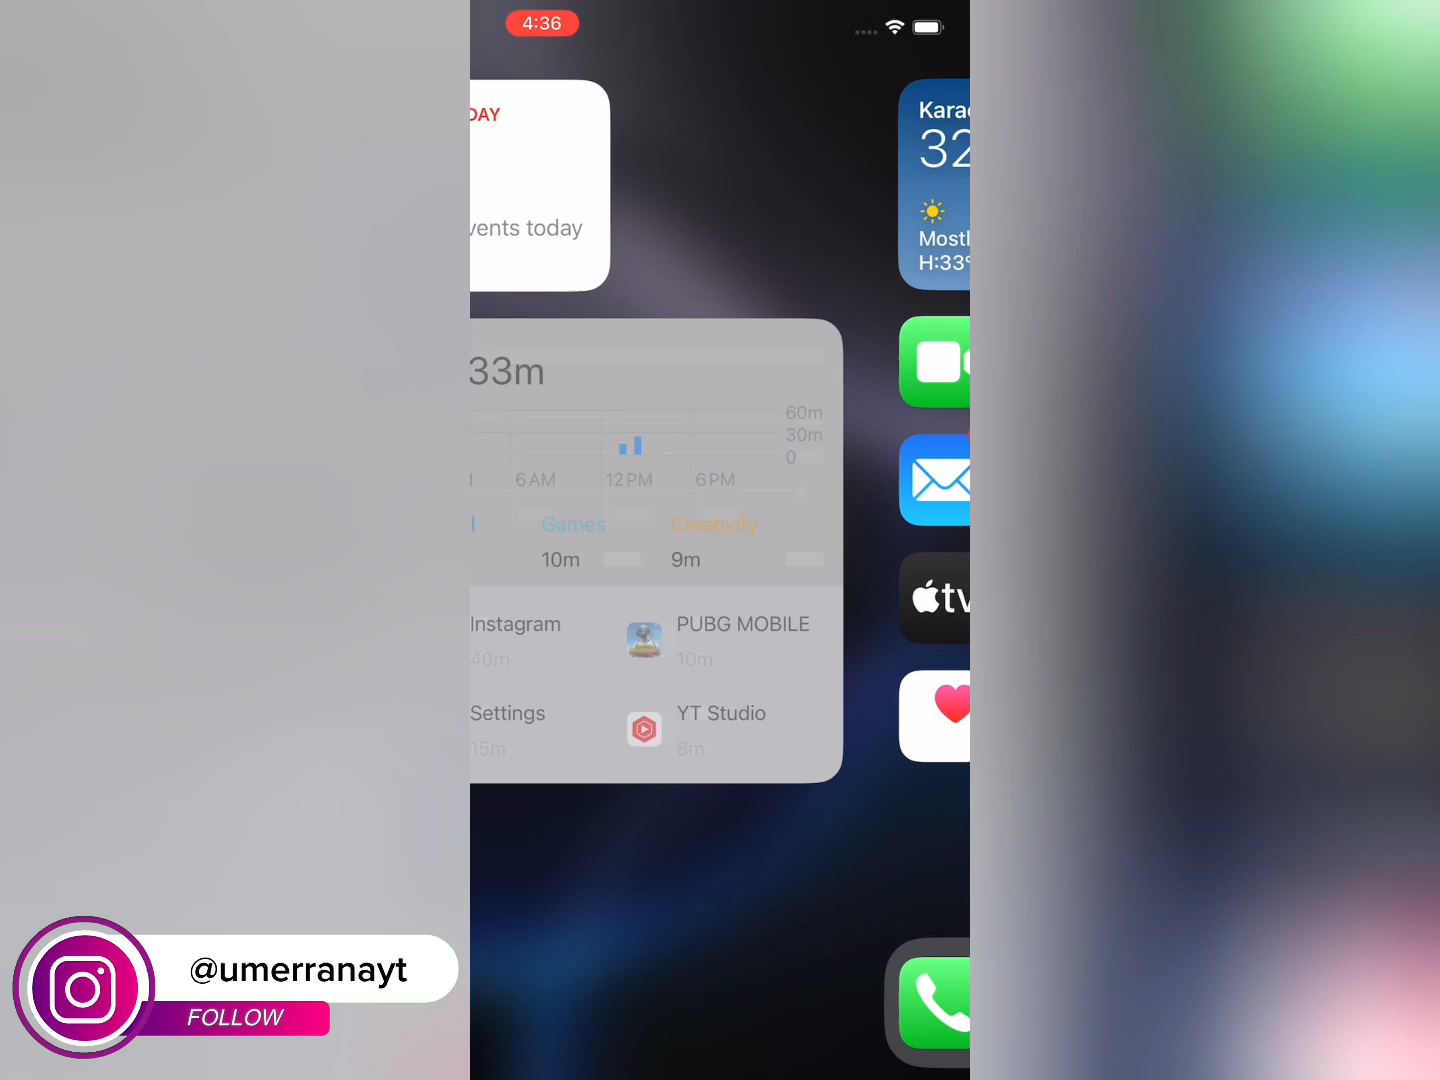 4:36
DAY
vents today
Karac
32
Mostl
H:33°
33m
60m
30m
0
6 AM
12 PM
6 PM
Games
Creativity
10m
9m
Instagram
40m
PUBG MOBILE
10m
Settings
15m
YT Studio
8m
tv
@umerranayt
FOLLOW